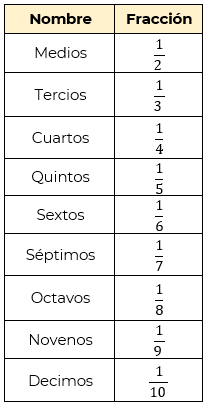 Nombre Fracción
Medios 1/2
Tercios 1/3
Cuartos 1/4
Quintos 1/5
Sextos 1/6
Séptimos 1/7
Octavos 1/8
Novenos 1/9
Decimos 1/10